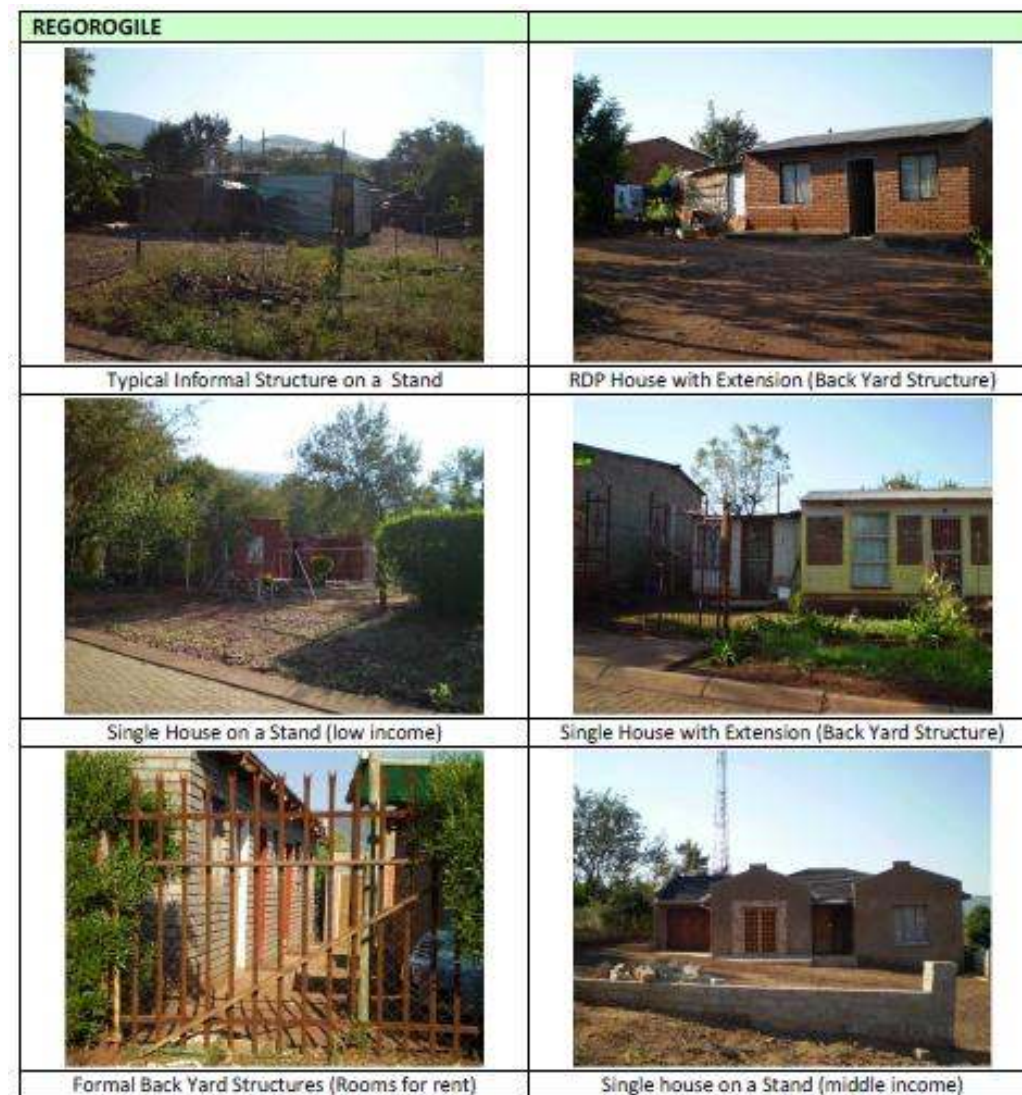 REGOROGILE
Typical Informal Structure on a Stand
RDP House with Extension (Back Yard Structure)
Single House on a Stand (low income)
Single House with Extension (Back Yard Structure)
Formal Back Yard Structures (Rooms for rent)
Single house on a Stand (middle income)